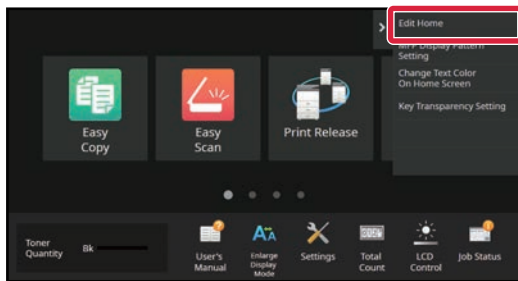 Edit Home
MFP Display Pattern
Setting
Change Text Color
On Home Screen
Key Transparency Setting
Easy
Copy
Easy
Scan
Print Release
Toner
Quantity
Bk
User's
Manual
Enlarge
Display
Mode
Settings
Total
Count
LCD
Control
Job Status